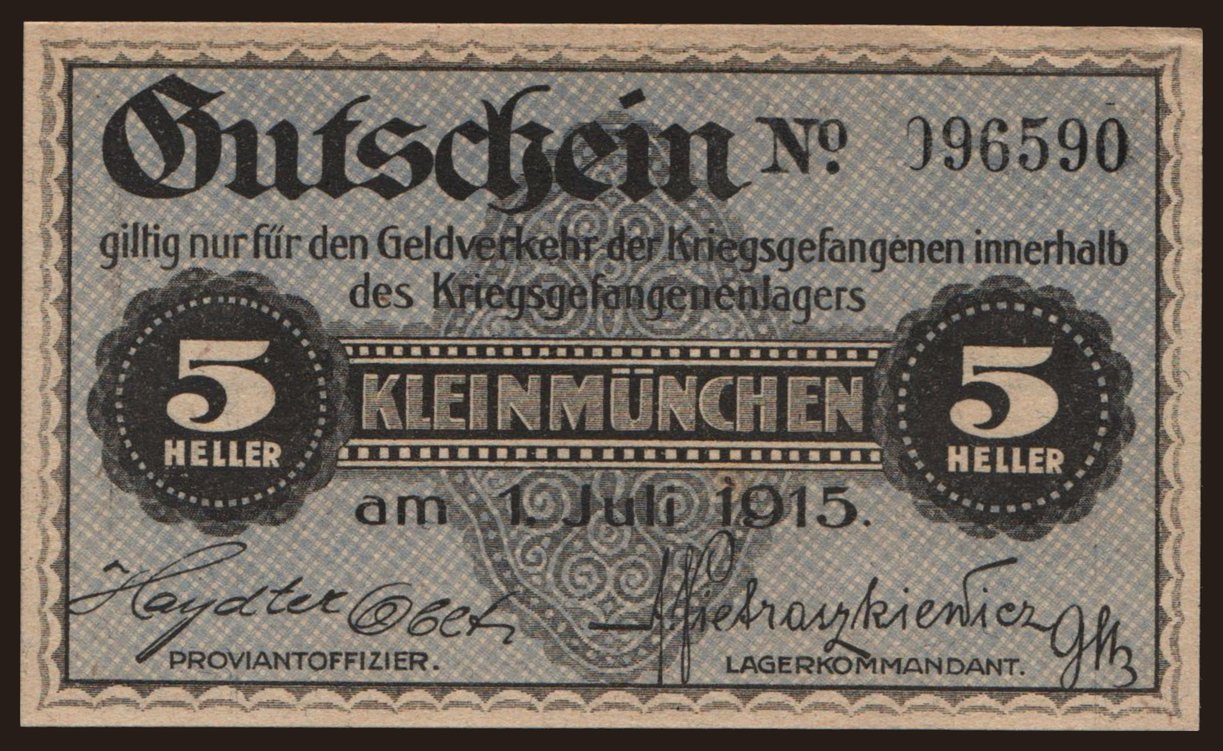 Gutschein No. 096590
giltig nur für den Geldverkehr der Kriegsgefangenen innerhalb
des Kriegsgefangenenlagers
5 HELLER
KLEINMÜNCHEN
5 HELLER
am 1. Juli 1915.
Haydter Oblt
Pietraszkiewicz
PROVIANTOFFIZIER.
LAGERKOMMANDANT.